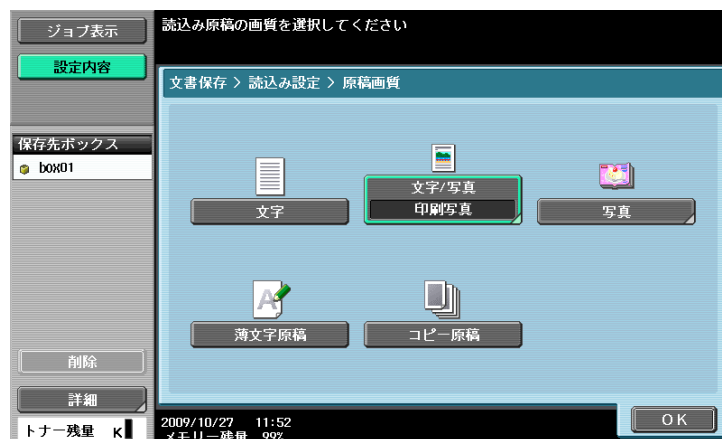 ジョブ表示
設定内容
保存先ボックス
box01
削除
詳細
トナー残量 K
読込み原稿の画質を選択してください
文書保存 > 読込み設定 > 原稿画質
文字
文字/写真
印刷写真
写真
薄文字原稿
コピー原稿
2009/10/27 11:52
メモリー残量 99%
OK